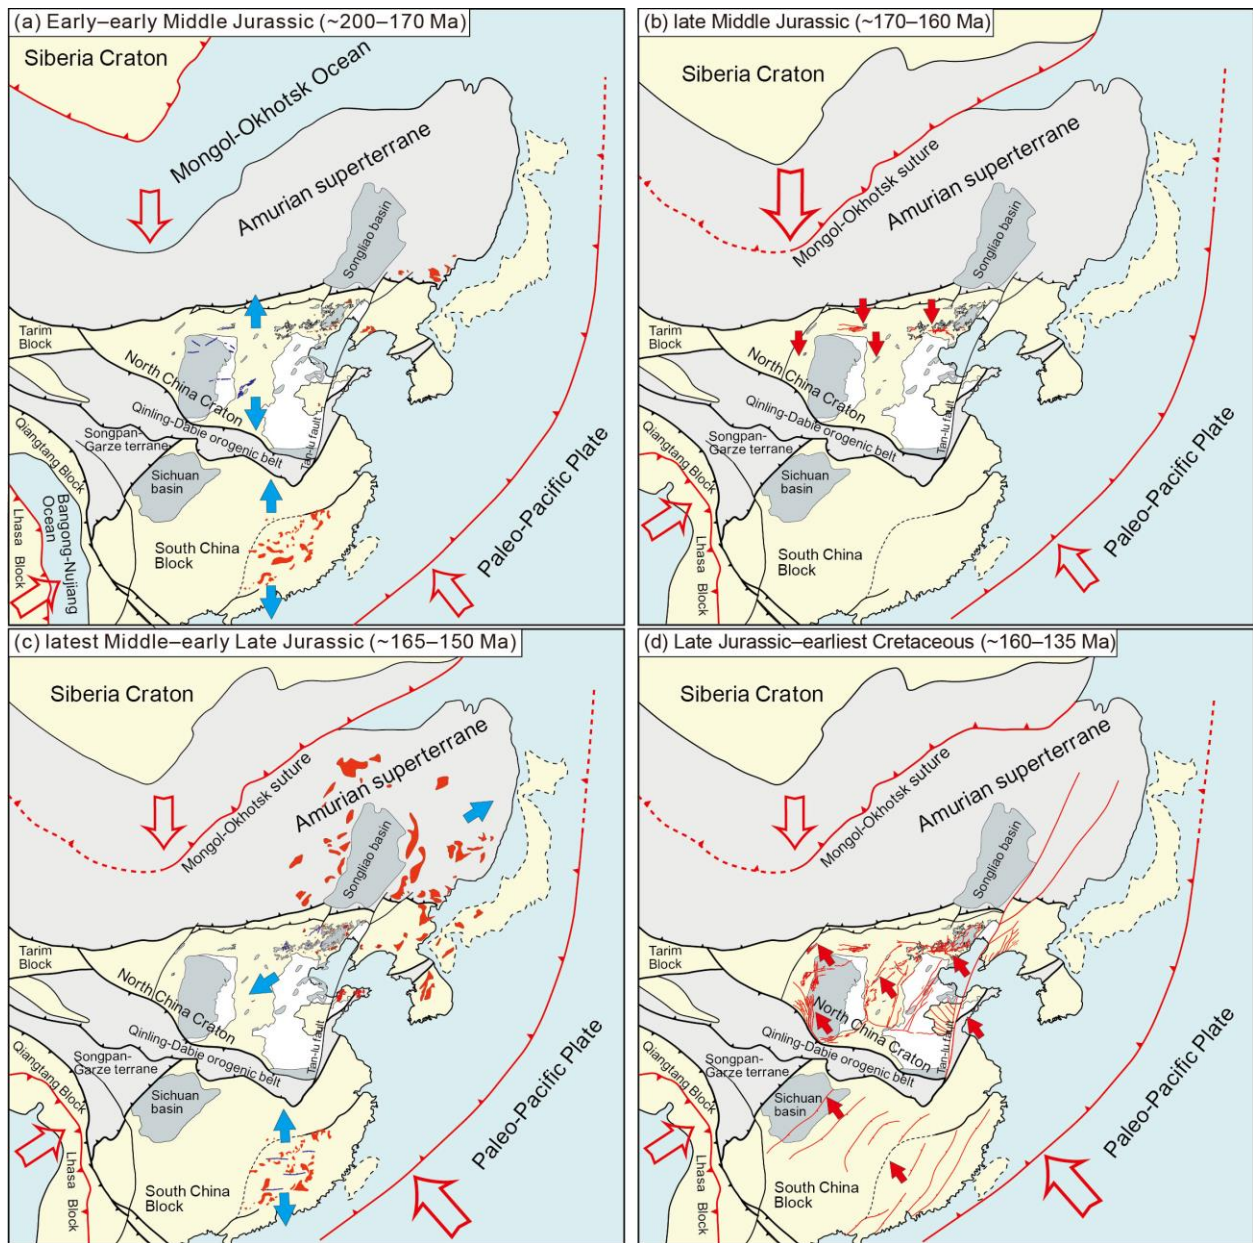 (a) Early–early Middle Jurassic (~200–170 Ma)
Siberia Craton
Mongol-Okhotsk Ocean
Amurian superterrane
Songliao basin
Tarim
Block
North China Craton
Qinling-Dabie orogenic belt
Tan-lu fault
Songpan-
Garze terrane
Qiangtang Block
Sichuan
basin
Bangong-Nujiang
Ocean
Lhasa Block
South China
Block
Paleo-Pacific Plate
(b) late Middle Jurassic (~170–160 Ma)
Siberia Craton
Mongol-Okhotsk suture
Amurian superterrane
Songliao basin
Tarim
Block
North China Craton
Qinling-Dabie orogenic belt
Tan-lu fault
Songpan-
Garze terrane
Qiangtang Block
Sichuan
basin
Lhasa Block
South China
Block
Paleo-Pacific Plate
(c) latest Middle–early Late Jurassic (~165–150 Ma)
Siberia Craton
Mongol-Okhotsk suture
Amurian superterrane
Songliao basin
Tarim
Block
North China Craton
Qinling-Dabie orogenic belt
Tan-lu fault
Songpan-
Garze terrane
Qiangtang Block
Sichuan
basin
Lhasa Block
South China
Block
Paleo-Pacific Plate
(d) Late Jurassic–earliest Cretaceous (~160–135 Ma)
Siberia Craton
Mongol-Okhotsk suture
Amurian superterrane
Songliao basin
Tarim
Block
North China Craton
Qinling-Dabie orogenic belt
Tan-lu fault
Songpan-
Garze terrane
Qiangtang Block
Sichuan
basin
Lhasa Block
South China
Block
Paleo-Pacific Plate